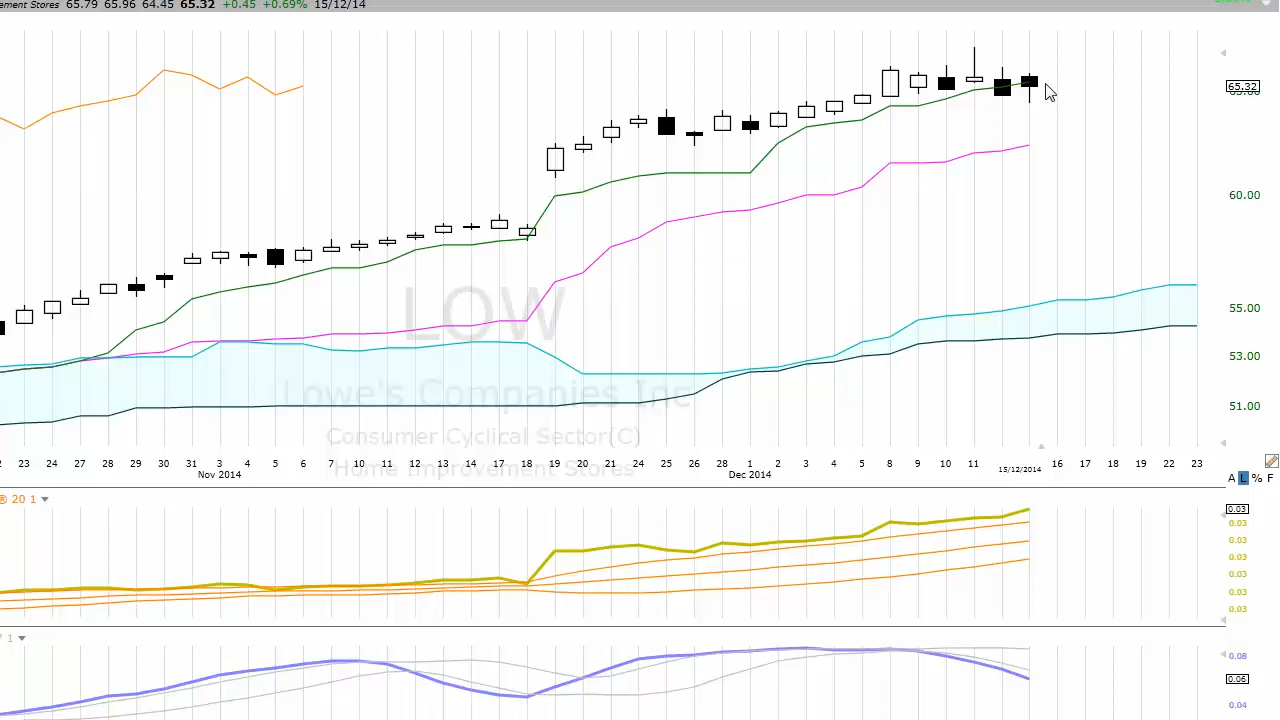 ement Stores 65.79 65.96 64.45 65.32 +0.45 +0.69% 15/12/14
65.32
60.00
LOW
55.00
53.00
Lowe's Companies Inc
51.00
Consumer Cyclical Sector(C)
Home Improvement Stores
2 23 24 27 28 29 30 31 3 4 5 6 7 10 11 12 13 14 17 18 19 20 21 24 25 26 28 1 2 3 4 5 8 9 10 11 15/12/2014 16 17 18 19 22 23
Nov 2014 Dec 2014
A L % F
® 20 1
0.03
0.03
0.03
0.03
0.03
0.03
0.03
1
0.08
0.06
0.04